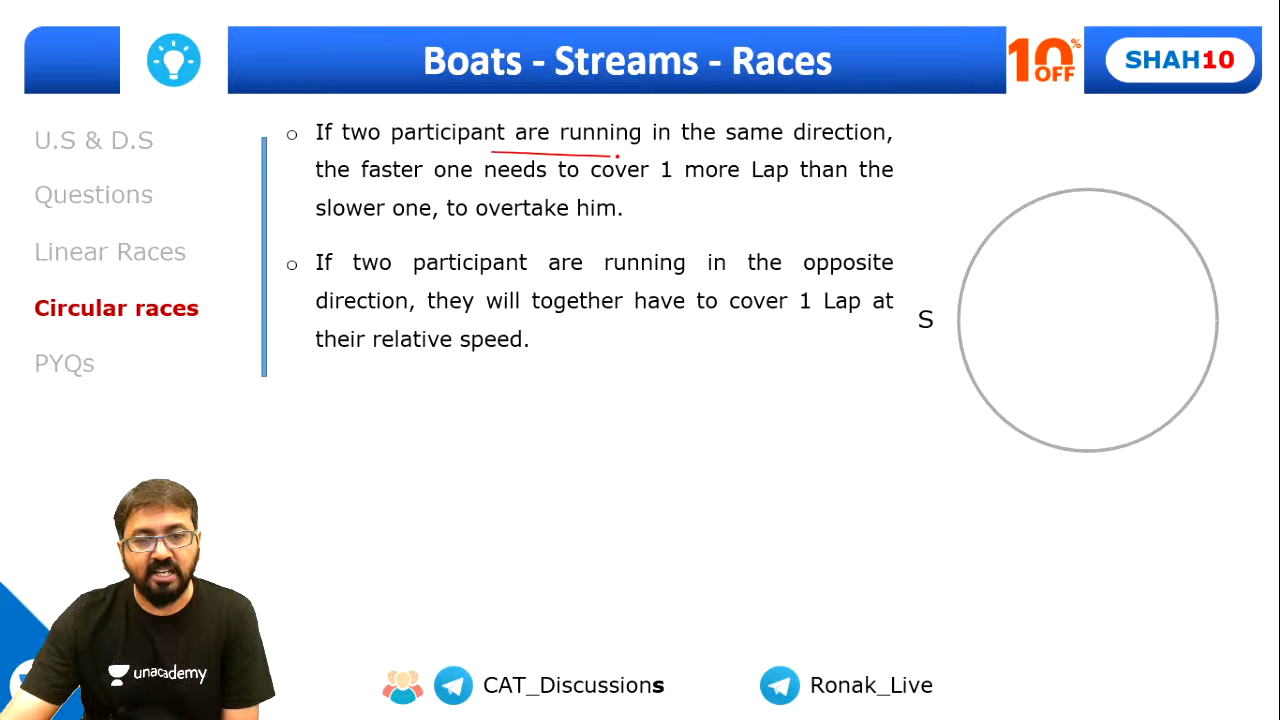 Boats - Streams - Races
10% OFF
SHAH10
U.S & D.S
Questions
Linear Races
Circular races
PYQs
o If two participant are running in the same direction,
the faster one needs to cover 1 more Lap than the
slower one, to overtake him.
o If two participant are running in the opposite
direction, they will together have to cover 1 Lap at
their relative speed.
S
unacademy
CAT_Discussions
Ronak_Live